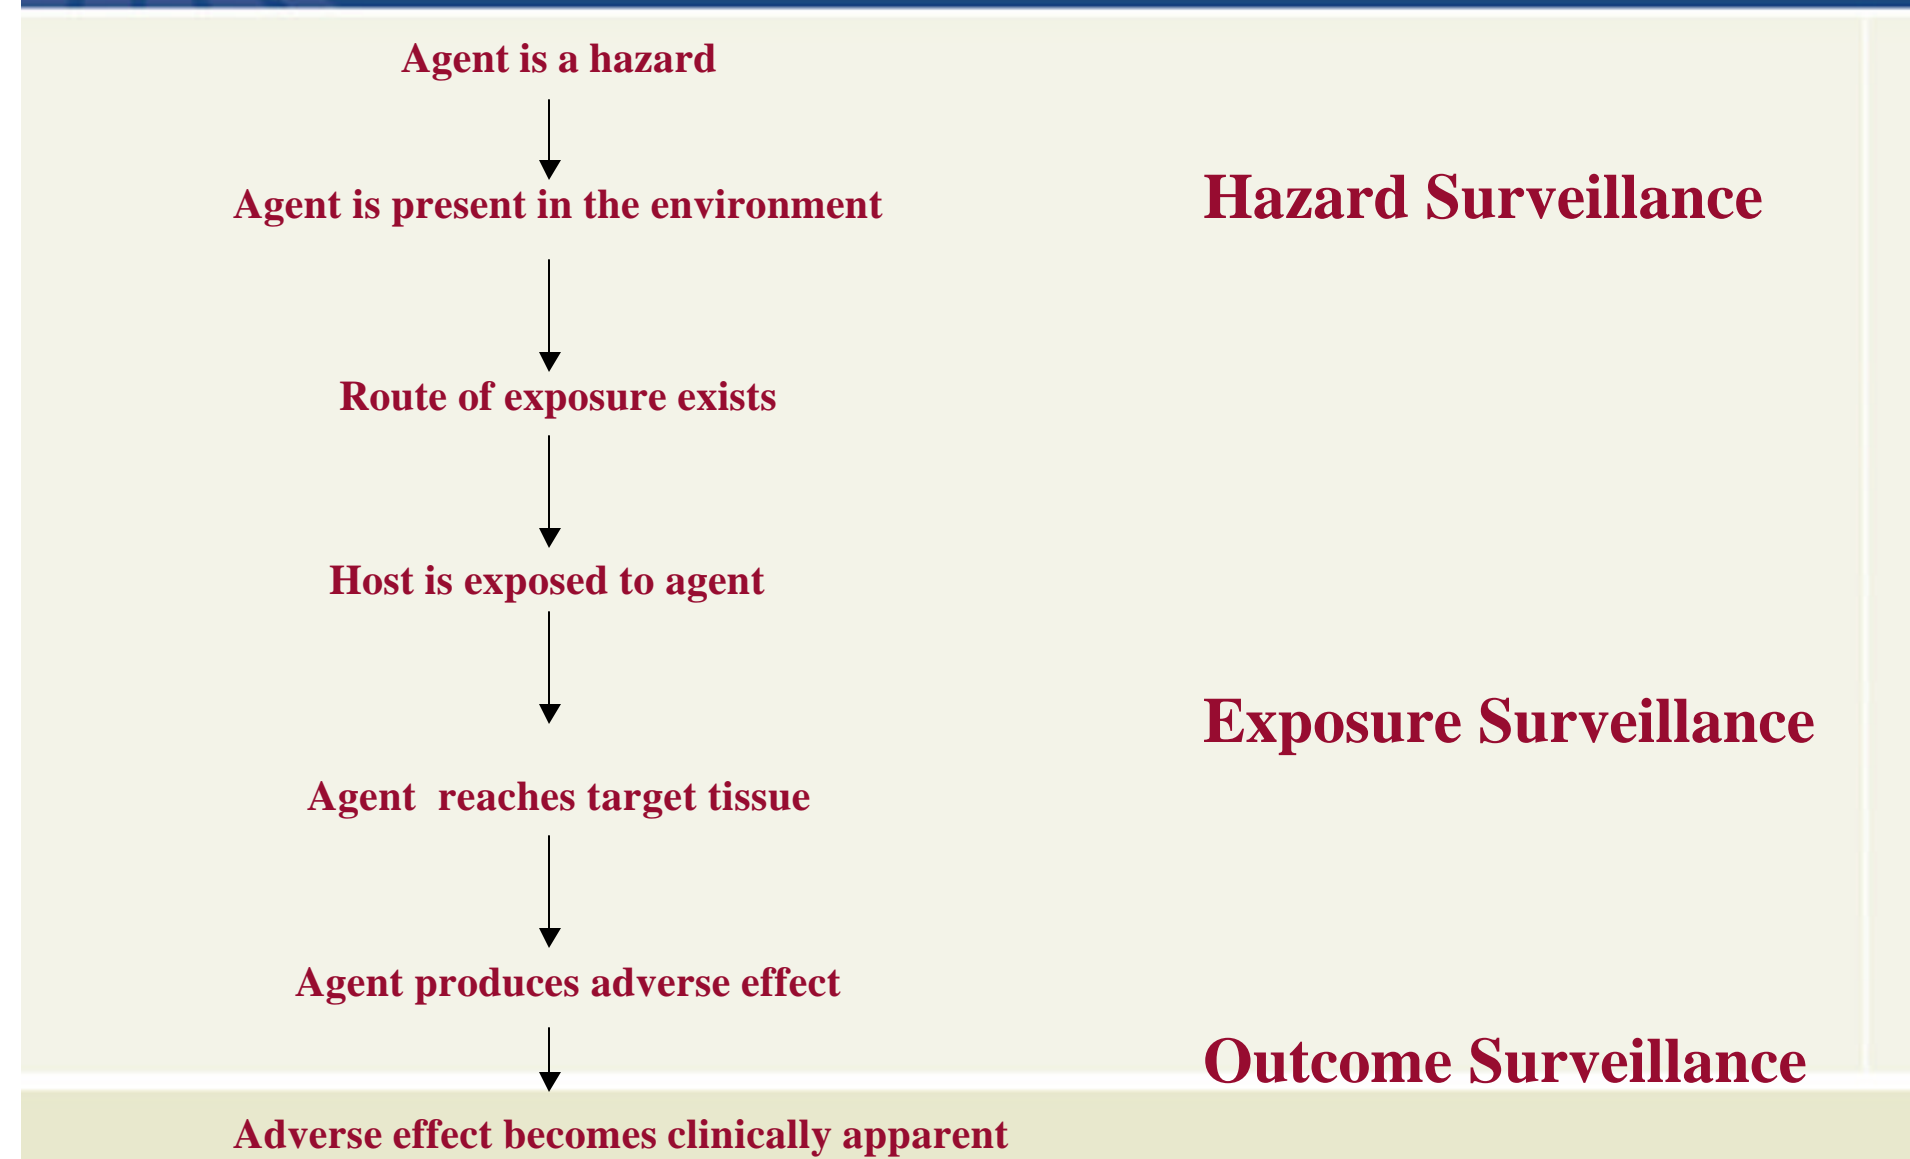 Agent is a hazard
Agent is present in the environment
Hazard Surveillance
Route of exposure exists
Host is exposed to agent
Exposure Surveillance
Agent  reaches target tissue
Agent produces adverse effect
Outcome Surveillance
Adverse effect becomes clinically apparent